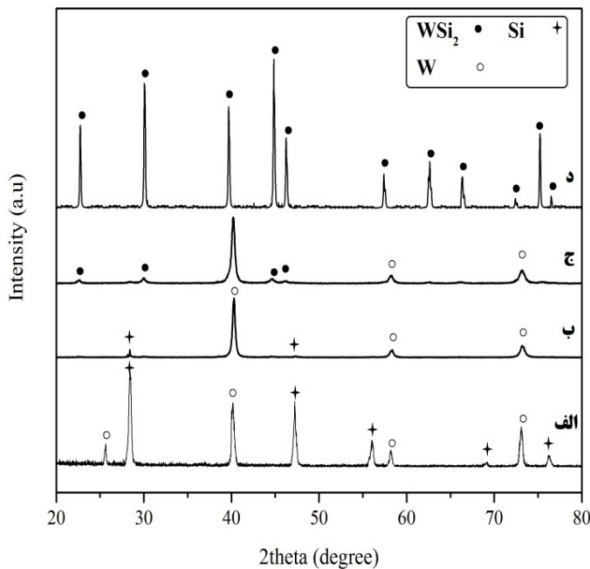 WSi₂ ● Si ✦
W ○
د
ج
ب
الف
Intensity (a.u)
20 30 40 50 60 70 80
2theta (degree)